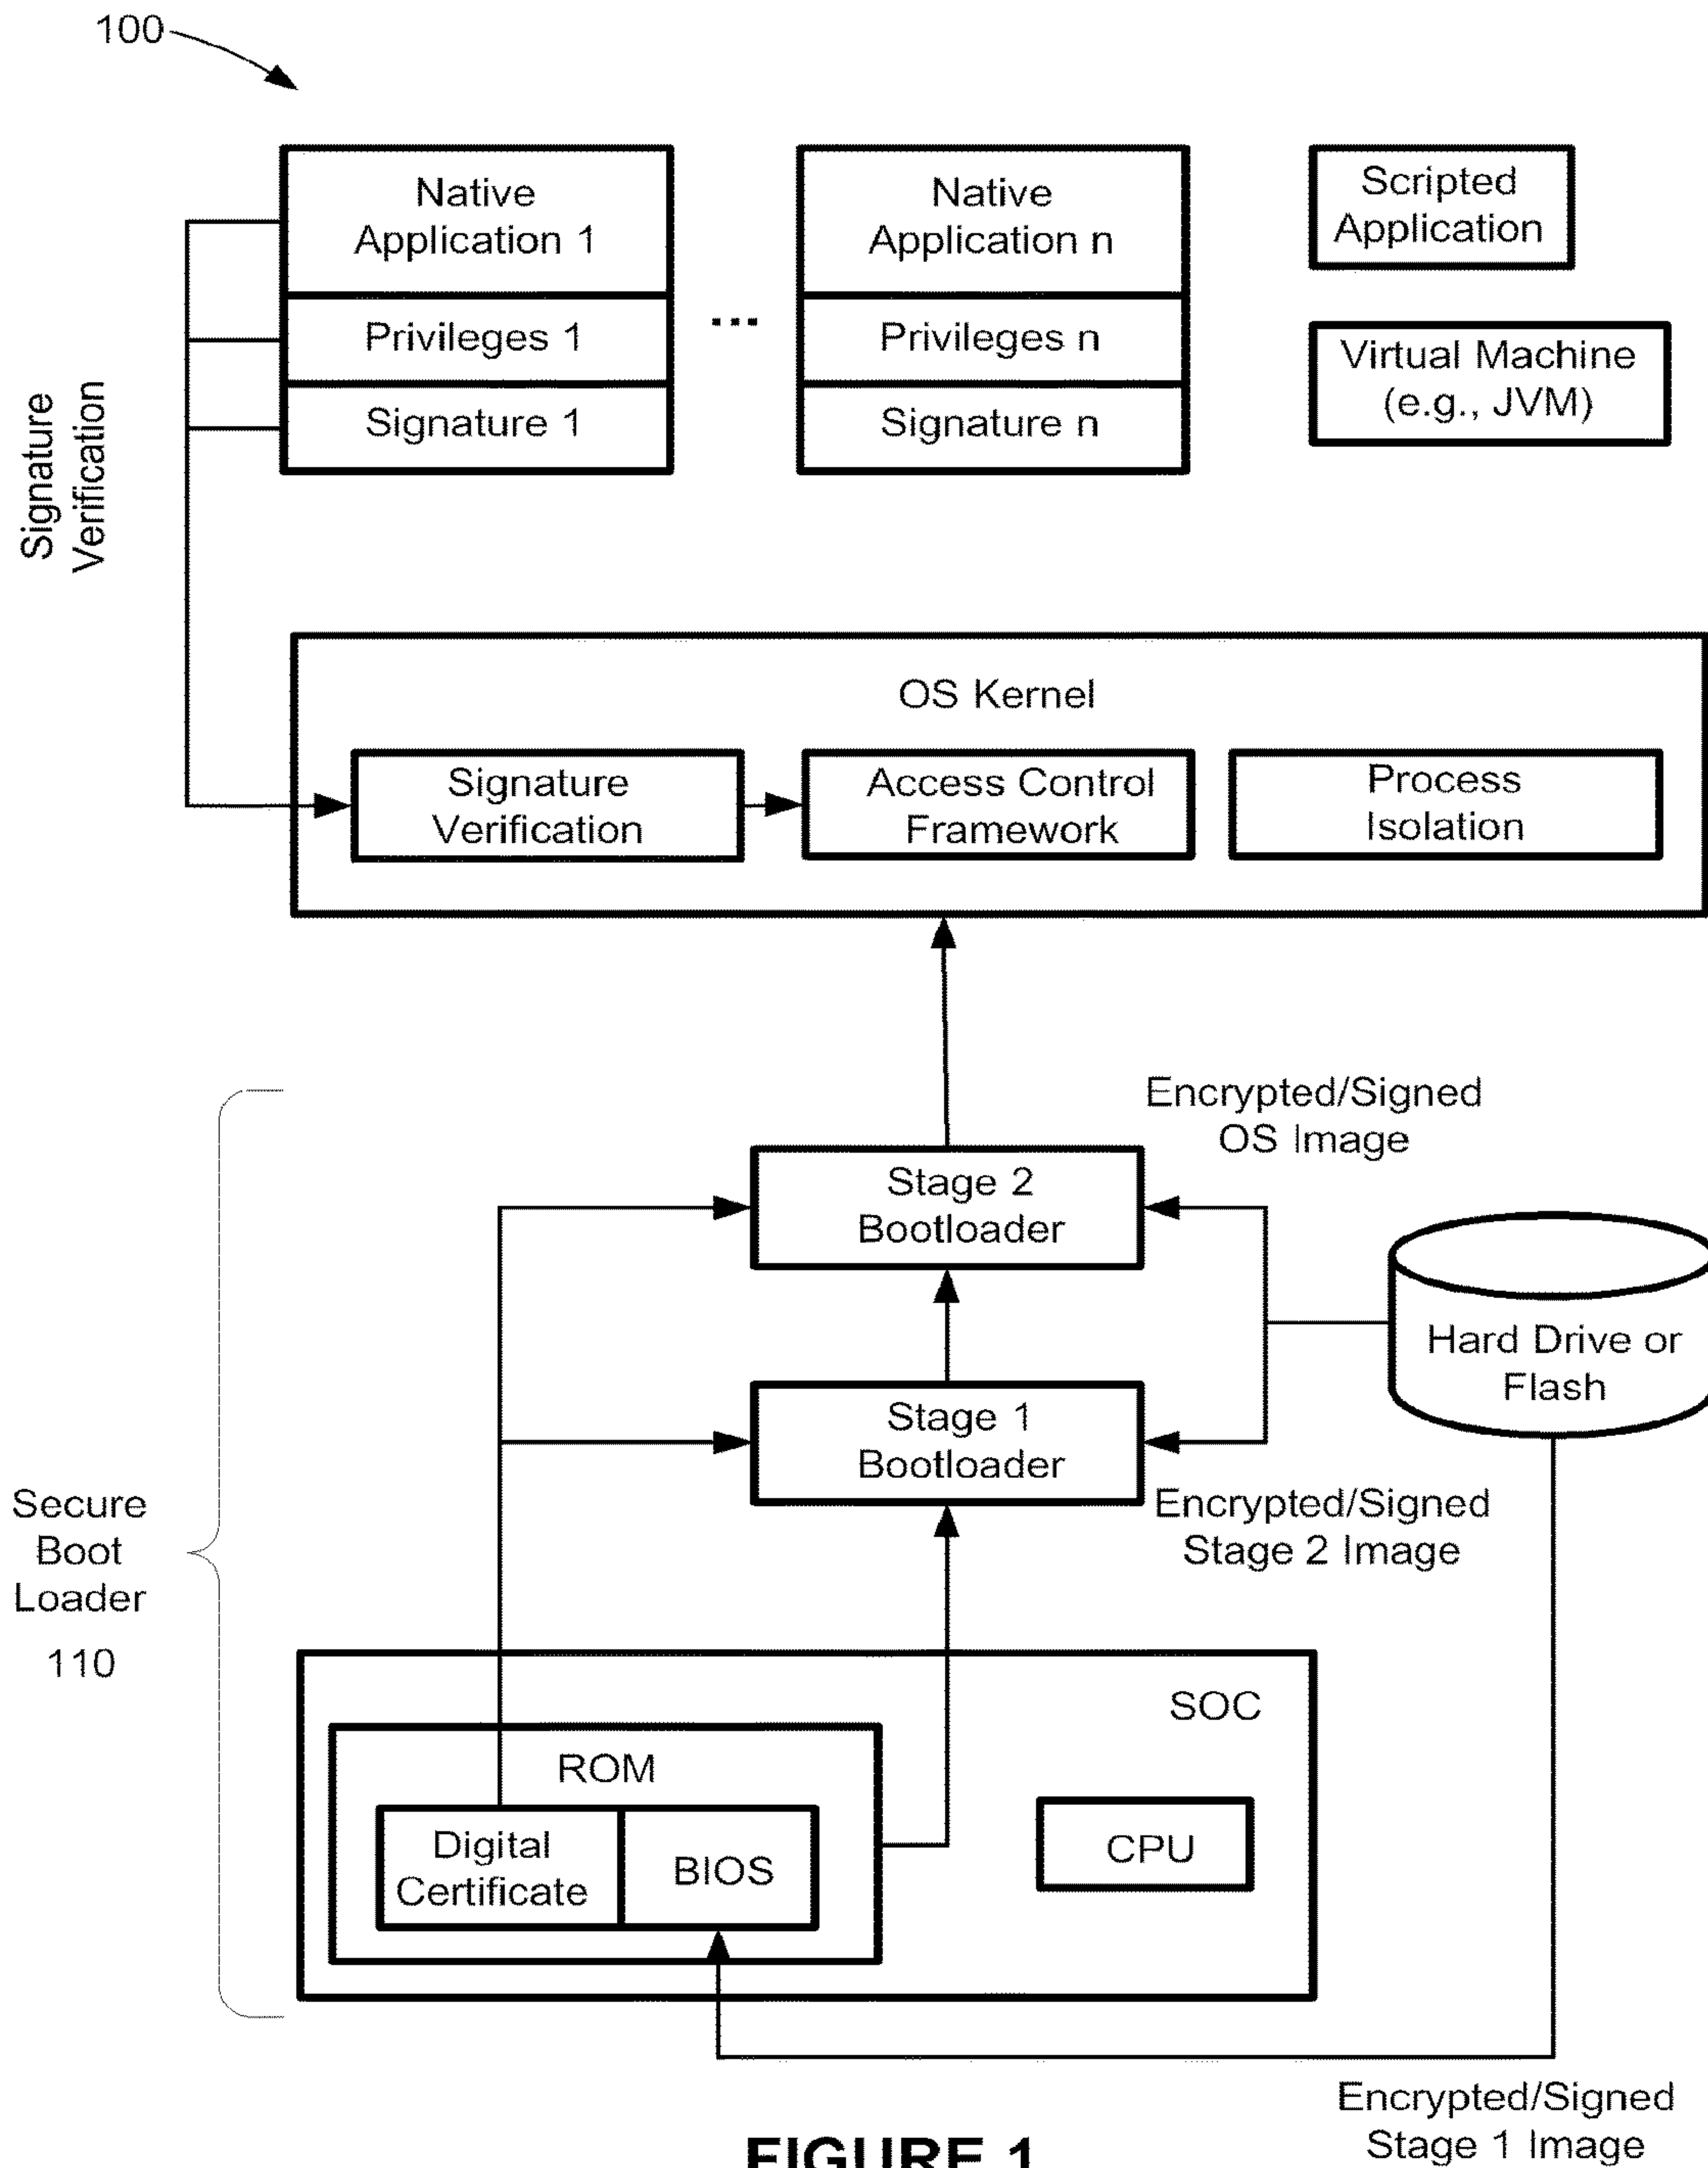 100
Native
Application 1
Privileges 1
Signature 1
...
Native
Application n
Privileges n
Signature n
Scripted
Application
Virtual Machine
(e.g., JVM)
Signature
Verification
OS Kernel
Signature
Verification
Access Control
Framework
Process
Isolation
Encrypted/Signed
OS Image
Stage 2
Bootloader
Hard Drive or
Flash
Stage 1
Bootloader
Encrypted/Signed
Stage 2 Image
Secure
Boot
Loader
110
SOC
ROM
Digital
Certificate
BIOS
CPU
Encrypted/Signed
Stage 1 Image
FIGURE 1